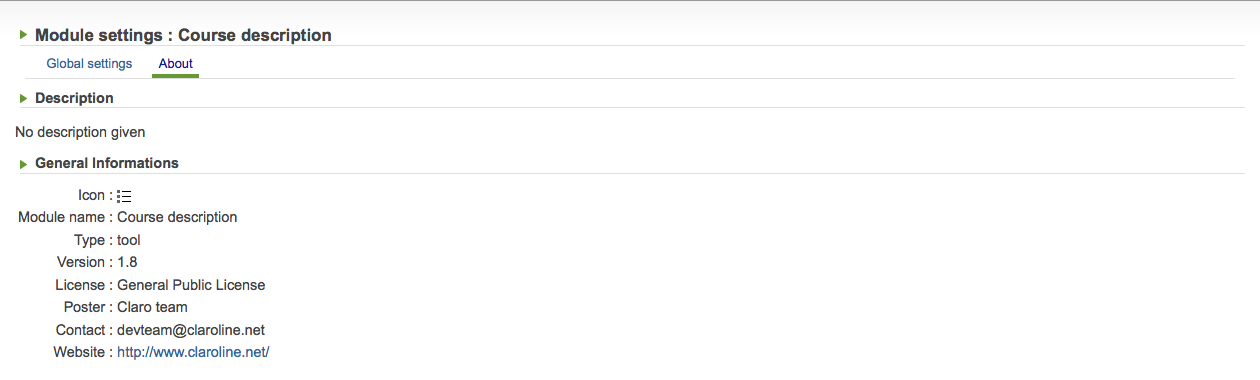 Module settings : Course description
Global settings About
Description
No description given
General Informations
Icon :
Module name : Course description
Type : tool
Version : 1.8
License : General Public License
Poster : Claro team
Contact : devteam@claroline.net
Website : http://www.claroline.net/